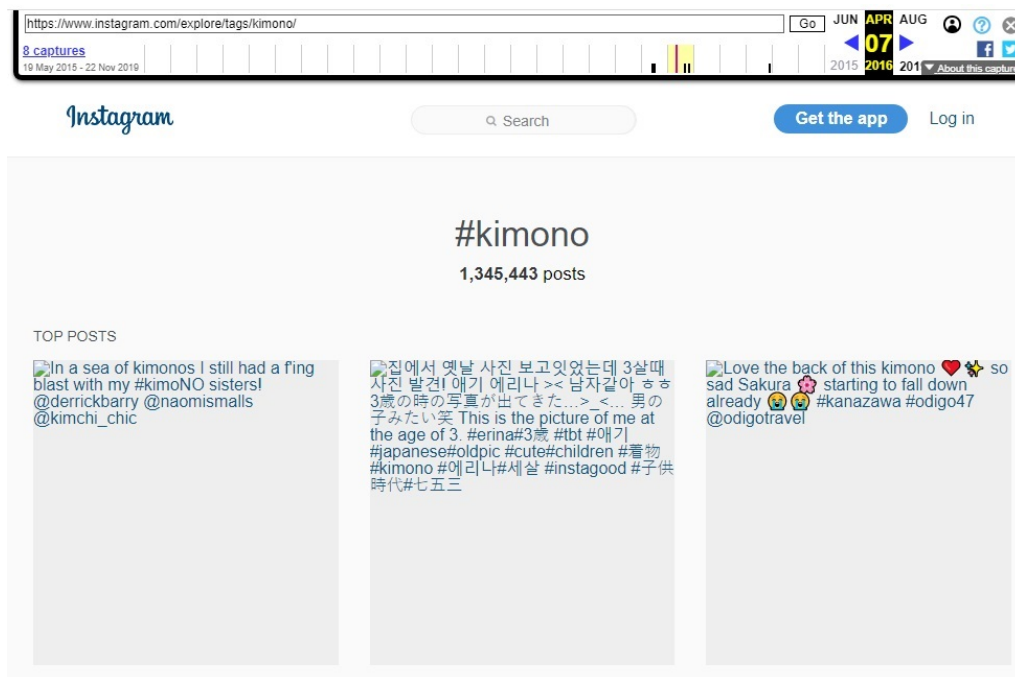 https://www.instagram.com/explore/tags/kimono/
Go
JUN APR AUG
8 captures
07
19 May 2015 - 22 Nov 2019
2015 2016 201
About this capture
Instagram
Search
Get the app
Log in
#kimono
1,345,443 posts
TOP POSTS
In a sea of kimonos I still had a f'ing
blast with my #kimoNO sisters!
@derrickbarry @naomismalls
@kimchi_chic
집에서 옛날 사진 보고잇었는데 3살때
사진 발견! 애기 에리나 >< 남자같아 ㅎㅎ
3歳の時の写真が出てきた...>_<... 男の
子みたい笑 This is the picture of me at
the age of 3. #erina#3歳 #tbt #애기
#japanese#oldpic #cute#children #着物
#kimono #에리나#세살 #instagood #子供
時代#七五三
Love the back of this kimono ❤️ ✨ so
sad Sakura 🌸 starting to fall down
already 😭 😭 #kanazawa #odigo47
@odigotravel